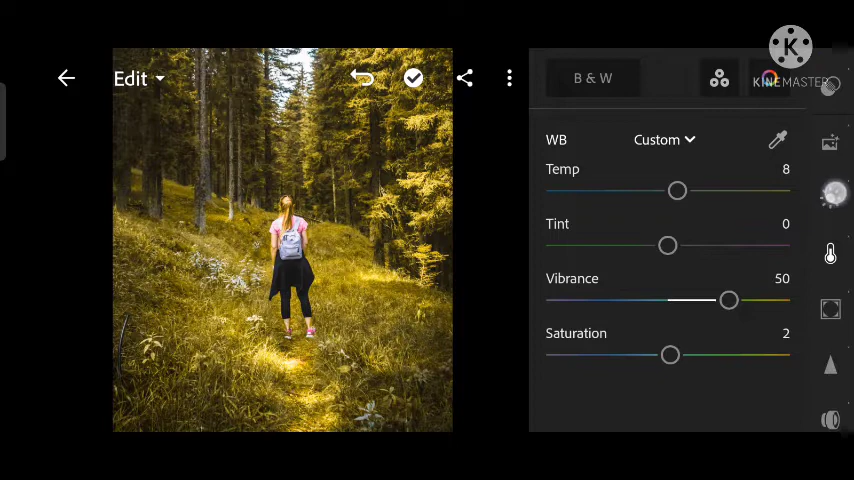 Edit
B & W
K
KINEMASTER
WB
Custom
Temp
8
Tint
0
Vibrance
50
Saturation
2